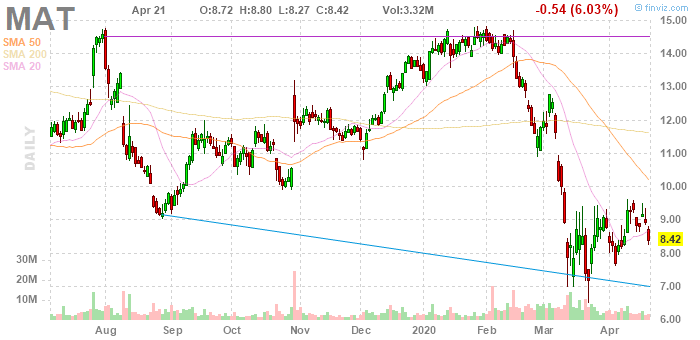 MAT Apr 21 O:8.72 H:8.80 L:8.27 C:8.42 Vol:3.32M -0.54 (6.03%) © finviz.com
SMA 50
SMA 200
SMA 20
DAILY
15.00
14.00
13.00
12.00
11.00
10.00
9.00
8.42
8.00
7.00
6.00
30M
20M
10M
Aug Sep Oct Nov Dec 2020 Feb Mar Apr